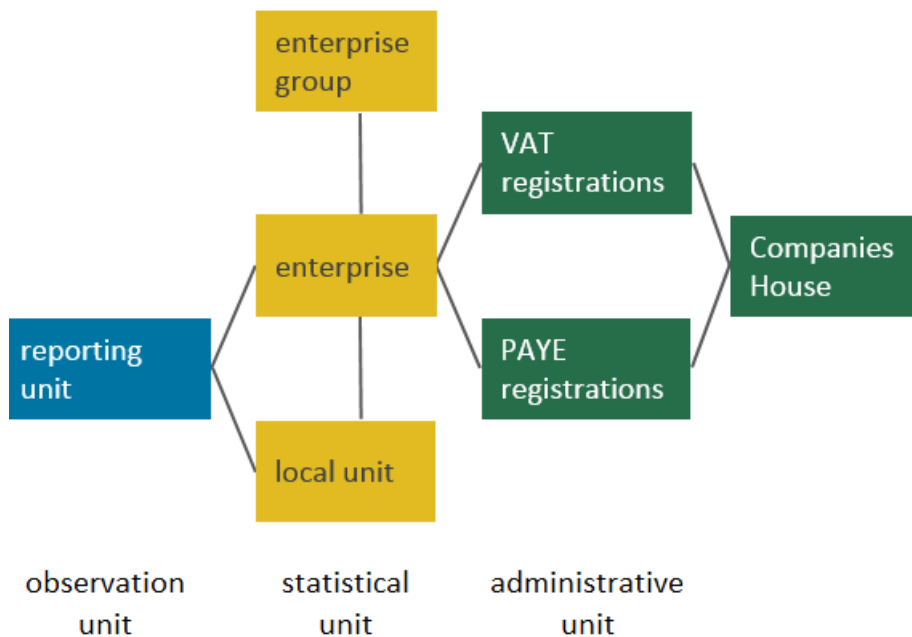 enterprise
group
VAT
registrations
Companies
House
enterprise
reporting
unit
PAYE
registrations
local unit
observation
unit
statistical
unit
administrative
unit